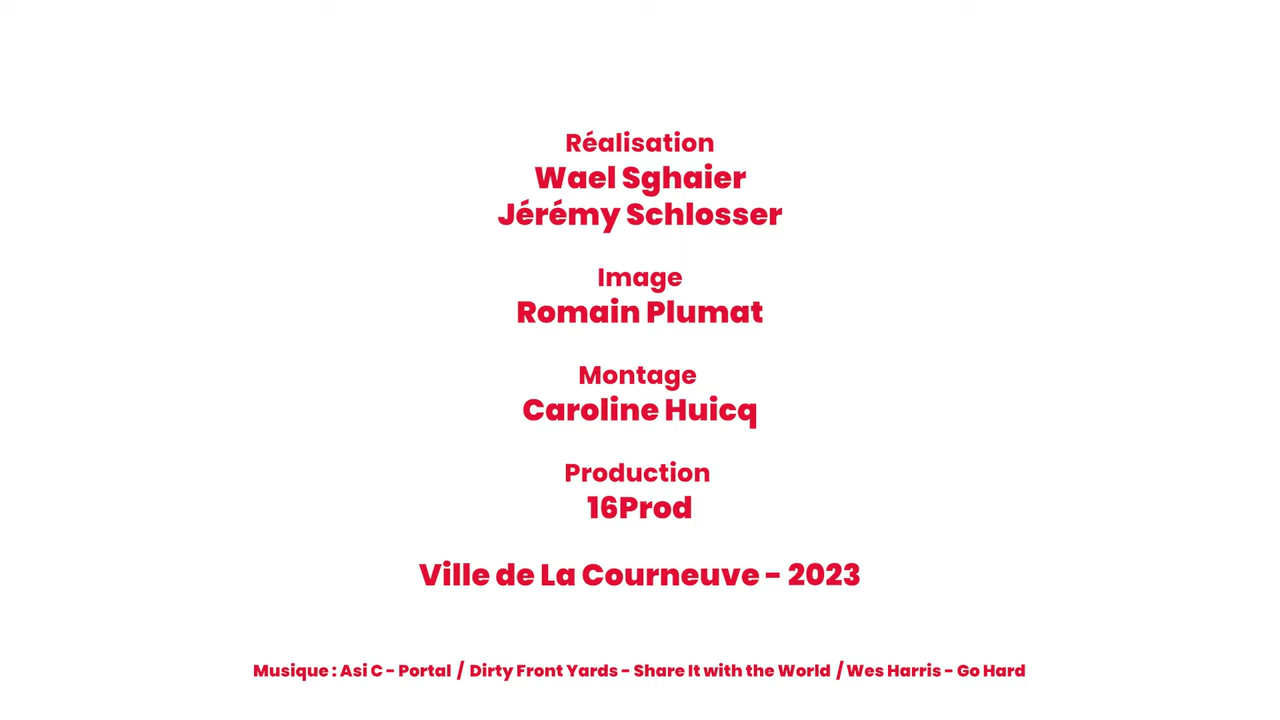 Réalisation
Wael Sghaier
Jérémy Schlosser
Image
Romain Plumat
Montage
Caroline Huicq
Production
16Prod
Ville de La Courneuve - 2023
Musique : Asi C - Portal / Dirty Front Yards - Share It with the World / Wes Harris - Go Hard